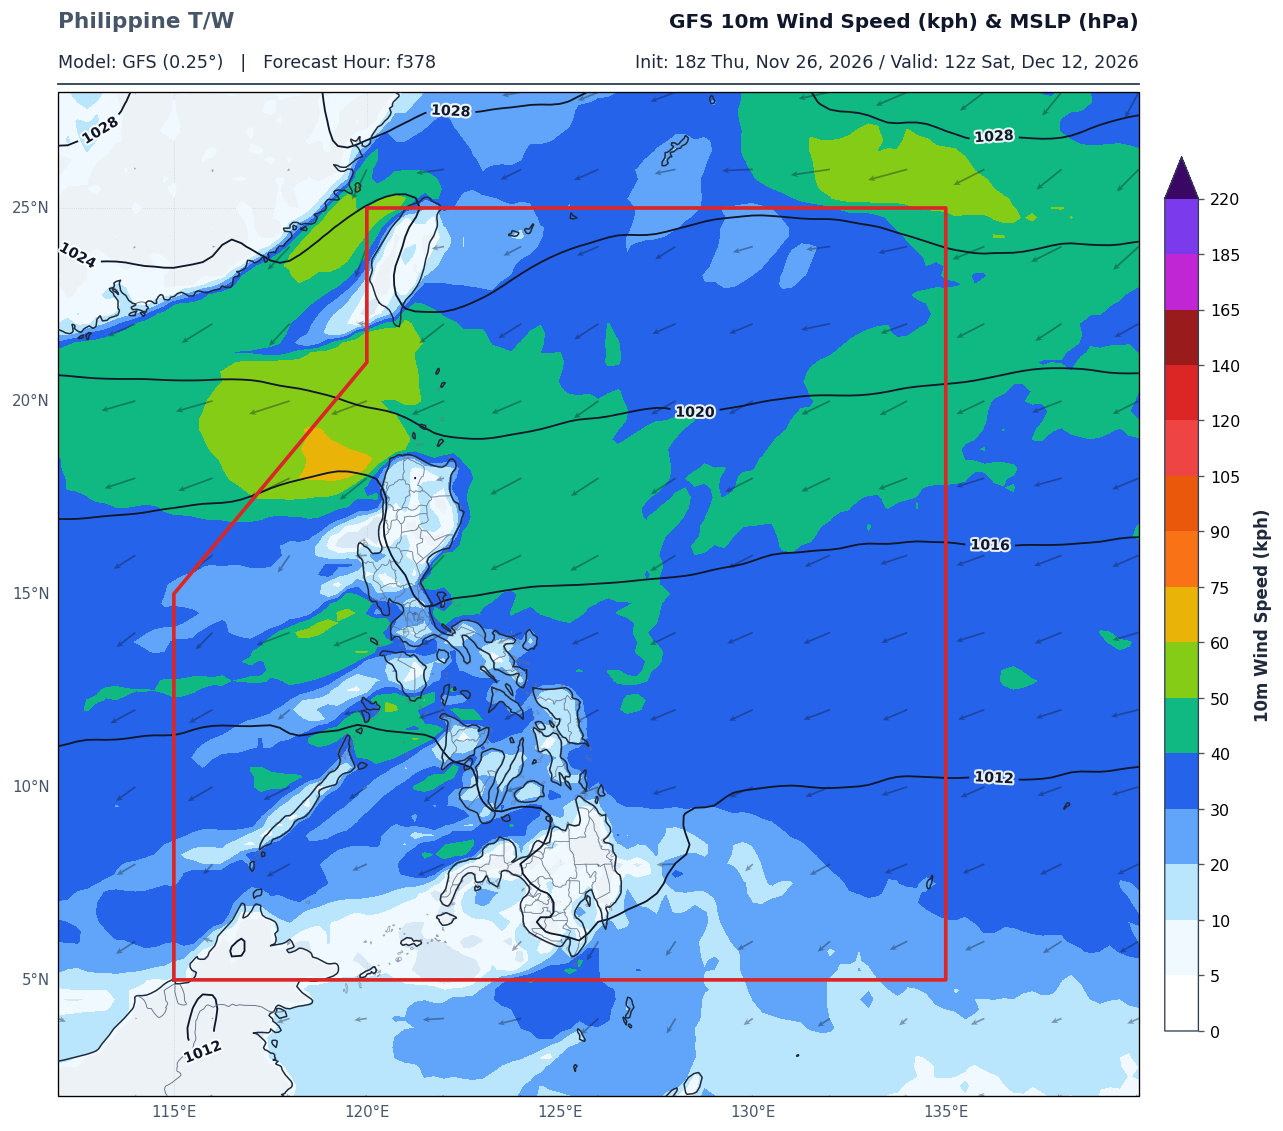 Philippine T/W
GFS 10m Wind Speed (kph) & MSLP (hPa)
Model: GFS (0.25°)   |   Forecast Hour: f378
Init: 18z Thu, Nov 26, 2026 / Valid: 12z Sat, Dec 12, 2026
1028
1028
1028
1024
1020
1016
1012
1012
25°N
20°N
15°N
10°N
5°N
115°E
120°E
125°E
130°E
135°E
220
185
165
140
120
105
90
75
60
50
40
30
20
10
5
0
10m Wind Speed (kph)